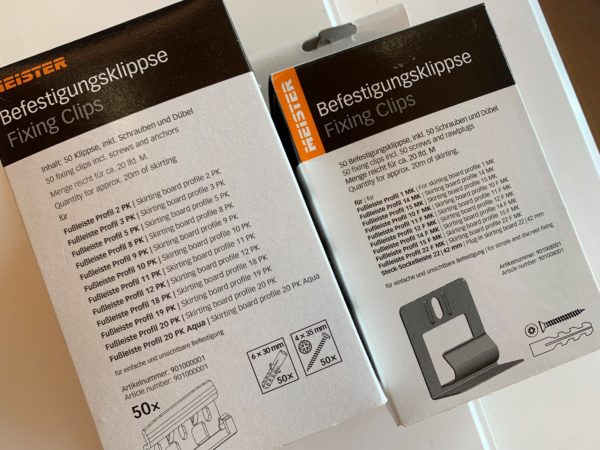 MEISTER
Befestigungsklippse
Fixing Clips
Inhalt: 50 Klippse, inkl. Schrauben und Dübel
50 fixing clips incl. screws and anchors
Menge reicht für ca. 20 lfd. M
Quantity for approx. 20m of skirting
für
Fußleiste Profil 2 PK | Skirting board profile 2 PK
Fußleiste Profil 3 PK | Skirting board profile 3 PK
Fußleiste Profil 5 PK | Skirting board profile 5 PK
Fußleiste Profil 8 PK | Skirting board profile 8 PK
Fußleiste Profil 9 PK | Skirting board profile 9 PK
Fußleiste Profil 10 PK | Skirting board profile 10 PK
Fußleiste Profil 11 PK | Skirting board profile 11 PK
Fußleiste Profil 12 PK | Skirting board profile 12 PK
Fußleiste Profil 18 PK | Skirting board profile 18 PK
Fußleiste Profil 19 PK | Skirting board profile 19 PK
Fußleiste Profil 20 PK | Skirting board profile 20 PK
Fußleiste Profil 20 PK Aqua | Skirting board profile 20 PK Aqua
für einfache und unsichtbare Befestigung
Artikelnummer: 901000001
Article number: 901000001
50x
6 x 30 mm
50x
4 x 35 mm
50x
MEISTER
Befestigungsklippse
Fixing Clips
50 Befestigungsklippse, inkl. 50 Schrauben und Dübel
50 fixing clips incl. 50 screws and rawlplugs
Menge reicht für ca. 20 lfd. M
Quantity for approx. 20m of skirting
für | for
Fußleiste Profil 1 MK | For skirting board profile 1 MK
Fußleiste Profil 14 MK | Skirting board profile 14 MK
Fußleiste Profil 15 MK | Skirting board profile 15 MK
Fußleiste Profil 10 F MK | Skirting board profile 10 F MK
Fußleiste Profil 11 F MK | Skirting board profile 11 F MK
Fußleiste Profil 12 F MK | Skirting board profile 12 F MK
Fußleiste Profil 14 F MK | Skirting board profile 14 F MK
Fußleiste Profil 15 F MK | Skirting board profile 15 F MK
Fußleiste Profil 22 F MK | Skirting board profile 22 F MK
Steck-Sockelleiste 22 | 42 mm | Plug in skirting board 22 | 42 mm
für einfache und unsichtbare Befestigung | For simple and discreet fixing
Artikelnummer: 901008001
Article number: 901008001